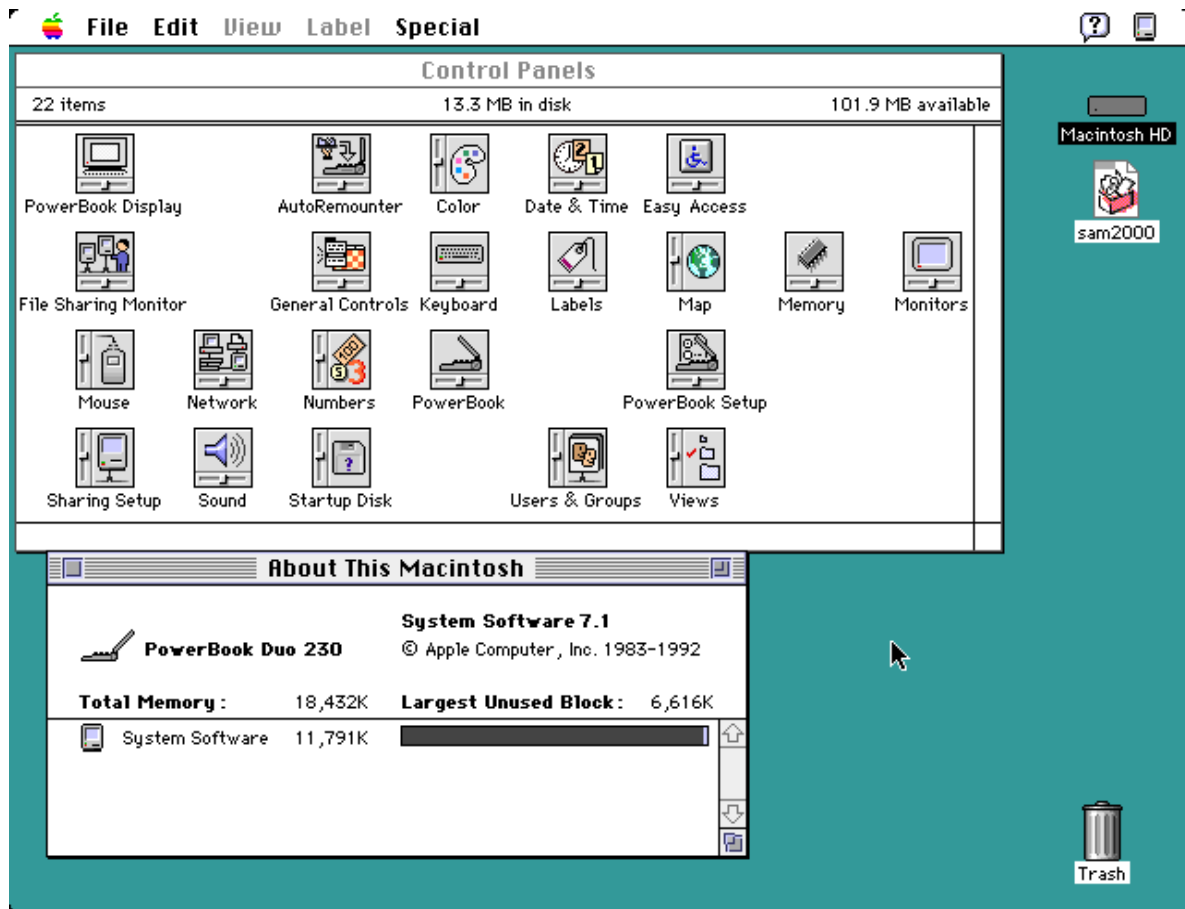 File Edit View Label Special
Control Panels
22 items 13.3 MB in disk 101.9 MB available
Macintosh HD
PowerBook Display AutoRemounter Color Date & Time Easy Access
sam2000
File Sharing Monitor General Controls Keyboard Labels Map Memory Monitors
Mouse Network Numbers PowerBook PowerBook Setup
Sharing Setup Sound Startup Disk Users & Groups Views
About This Macintosh
System Software 7.1
PowerBook Duo 230 © Apple Computer, Inc. 1983-1992
Total Memory : 18,432K Largest Unused Block : 6,616K
System Software 11,791K
Trash